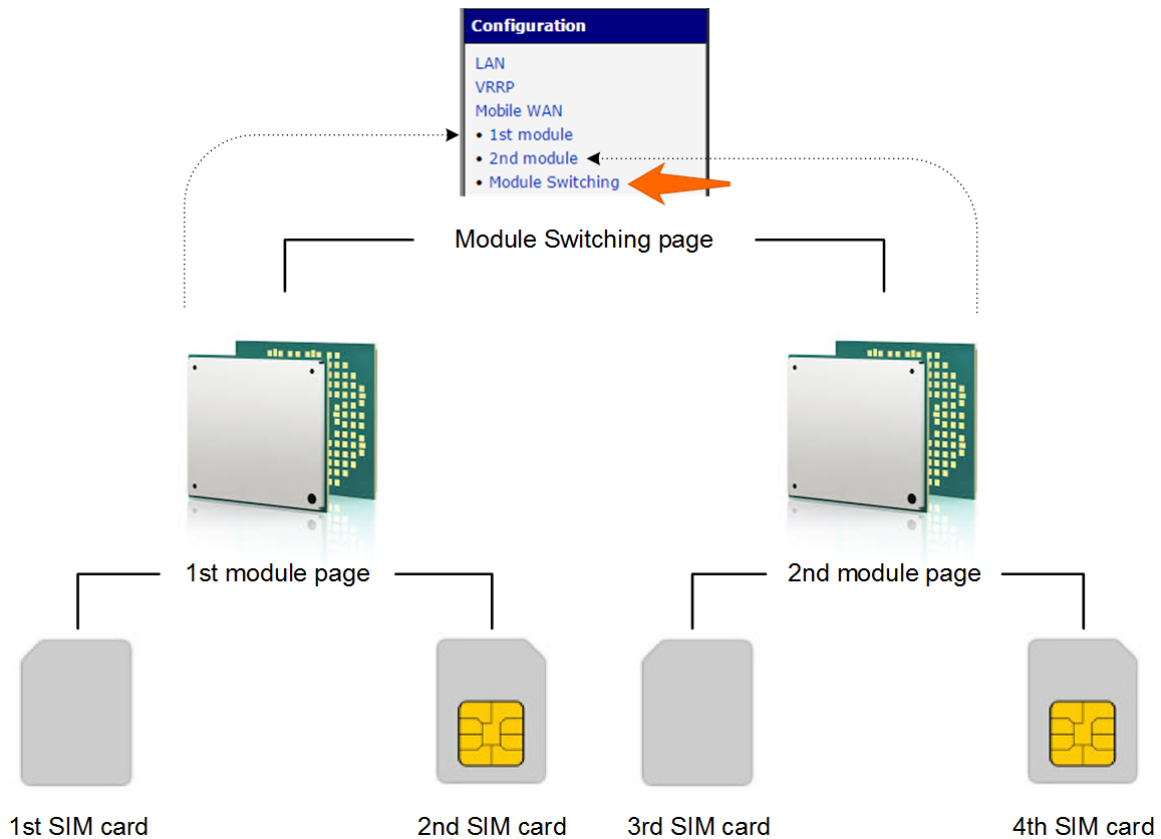 Configuration
LAN
VRRP
Mobile WAN
• 1st module
• 2nd module
• Module Switching
Module Switching page
1st module page
2nd module page
1st SIM card
2nd SIM card
3rd SIM card
4th SIM card